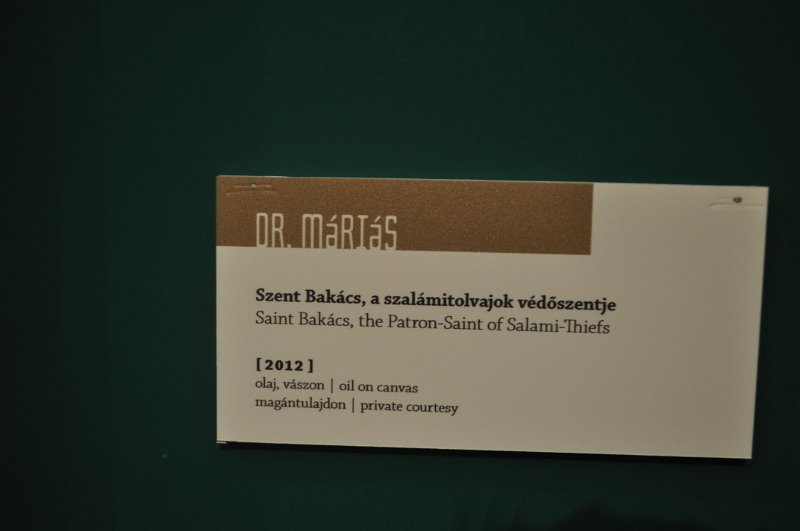 DR. MáRIáS
Szent Bakács, a szalámitolvajok védőszentje
Saint Bakács, the Patron-Saint of Salami-Thiefs
[ 2012 ]
olaj, vászon | oil on canvas
magántulajdon | private courtesy